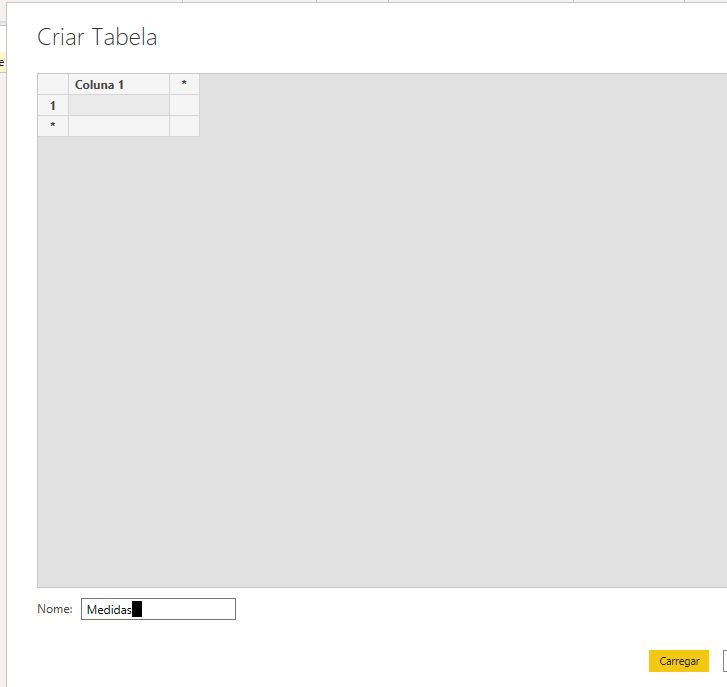 Criar Tabela
Coluna 1 *
1
*
Nome: Medidas
Carregar